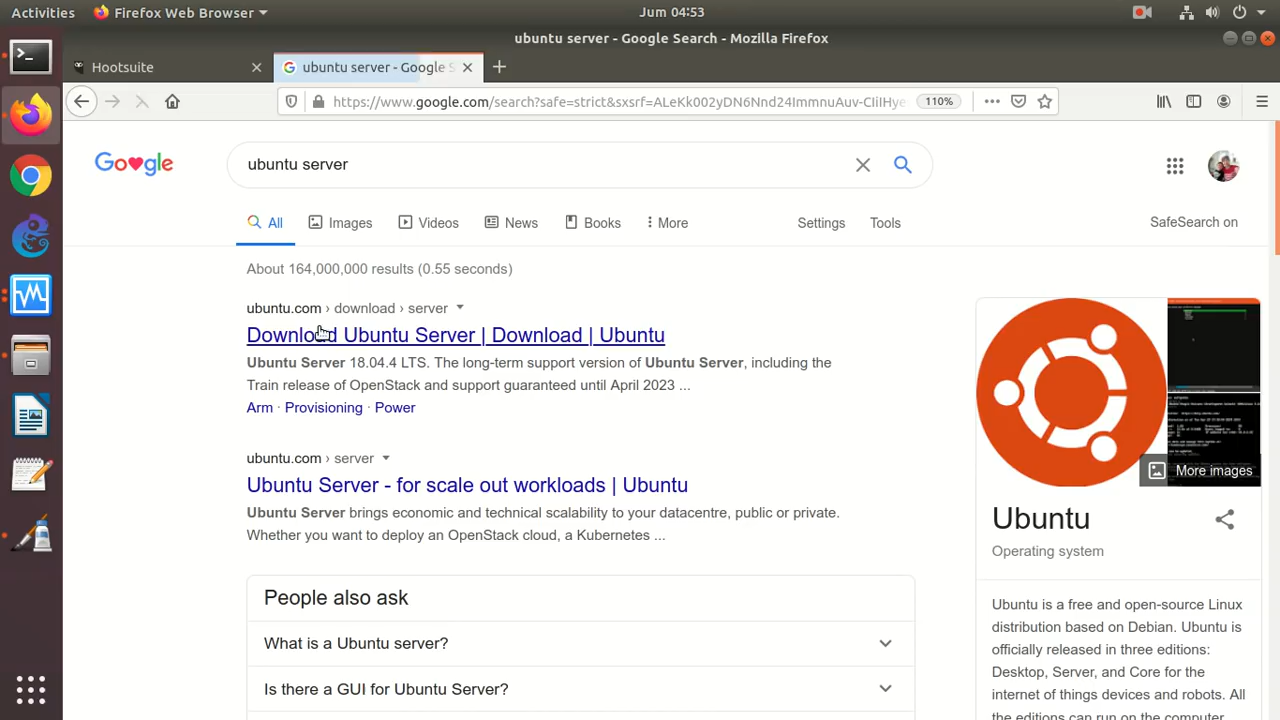 Activities
Firefox Web Browser
Jum 04:53
ubuntu server - Google Search - Mozilla Firefox
Hootsuite
ubuntu server - Google S
https://www.google.com/search?safe=strict&sxsrf=ALeKk002yDN6Nnd24ImmnuAuv-CIiIHye
110%
Google
ubuntu server
All
Images
Videos
News
Books
More
Settings
Tools
SafeSearch on
About 164,000,000 results (0.55 seconds)
ubuntu.com › download › server
Download Ubuntu Server | Download | Ubuntu
Ubuntu Server 18.04.4 LTS. The long-term support version of Ubuntu Server, including the
Train release of OpenStack and support guaranteed until April 2023 ...
Arm · Provisioning · Power
ubuntu.com › server
Ubuntu Server - for scale out workloads | Ubuntu
Ubuntu Server brings economic and technical scalability to your datacentre, public or private.
Whether you want to deploy an OpenStack cloud, a Kubernetes ...
People also ask
What is a Ubuntu server?
Is there a GUI for Ubuntu Server?
More images
Ubuntu
Operating system
Ubuntu is a free and open-source Linux
distribution based on Debian. Ubuntu is
officially released in three editions:
Desktop, Server, and Core for the
internet of things devices and robots. All
the editions can run on the computer